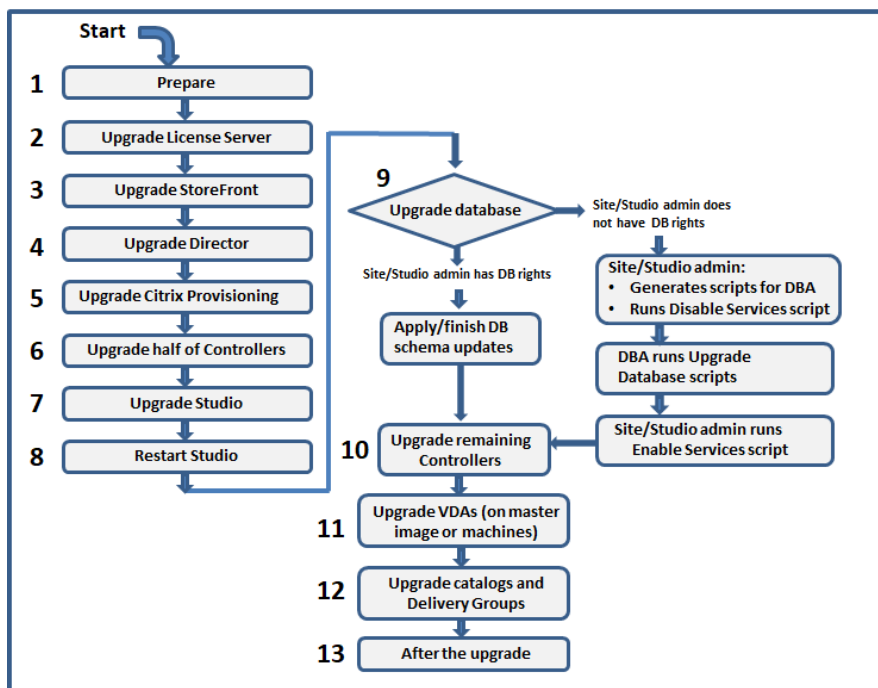 Start
1
Prepare
2
Upgrade License Server
3
Upgrade StoreFront
4
Upgrade Director
5
Upgrade Citrix Provisioning
6
Upgrade half of Controllers
7
Upgrade Studio
8
Restart Studio
9
Upgrade database
Site/Studio admin does
not have DB rights
Site/Studio admin has DB rights
Site/Studio admin:
• Generates scripts for DBA
• Runs Disable Services script
Apply/finish DB
schema updates
DBA runs Upgrade
Database scripts
Site/Studio admin runs
Enable Services script
10
Upgrade remaining
Controllers
11
Upgrade VDAs (on master
image or machines)
12
Upgrade catalogs and
Delivery Groups
13
After the upgrade